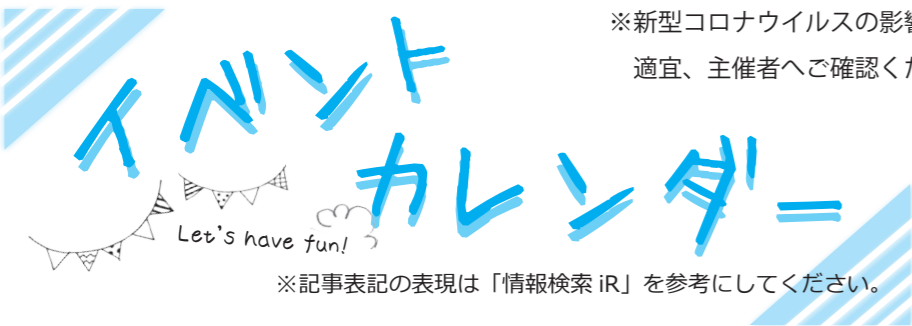 ※新型コロナウイルスの影響
適宜、主催者へご確認くだ
イベント
カレンダー
Let's have fun!
※記事表記の表現は「情報検索 iR」を参考にしてください。